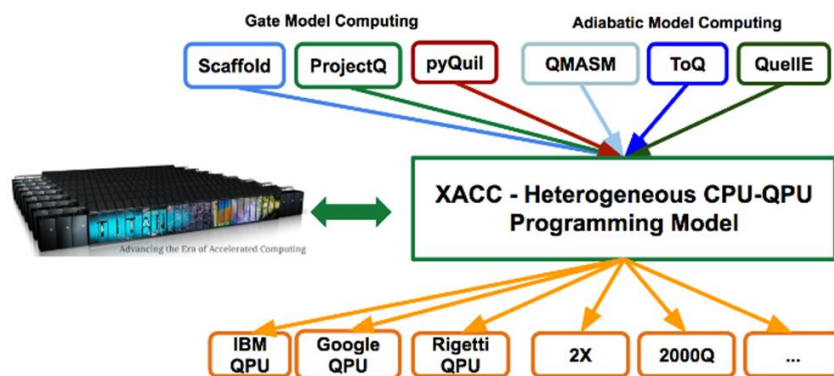 Gate Model Computing
Adiabatic Model Computing
Scaffold
ProjectQ
pyQuil
QMASM
ToQ
QuellE
XACC - Heterogeneous CPU-QPU
Programming Model
TITAN
Advancing the Era of Accelerated Computing
IBM
QPU
Google
QPU
Rigetti
QPU
2X
2000Q
...